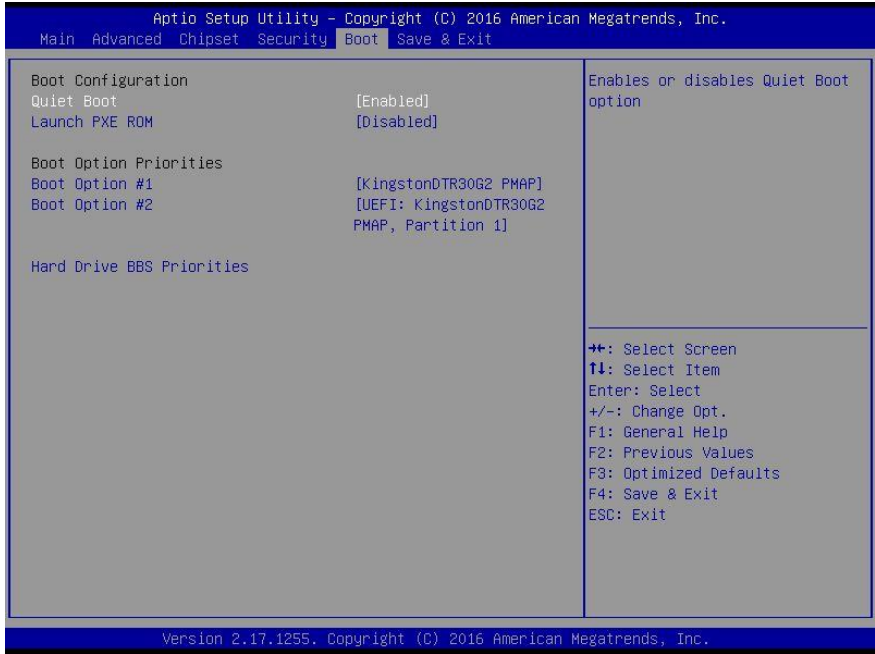 Aptio Setup Utility – Copyright (C) 2016 American Megatrends, Inc.
Main Advanced Chipset Security Boot Save & Exit
Boot Configuration
Quiet Boot [Enabled]
Launch PXE ROM [Disabled]
Boot Option Priorities
Boot Option #1 [KingstonDTR30G2 PMAP]
Boot Option #2 [UEFI: KingstonDTR30G2
PMAP, Partition 1]
Hard Drive BBS Priorities
Enables or disables Quiet Boot
option
→←: Select Screen
↑↓: Select Item
Enter: Select
+/-: Change Opt.
F1: General Help
F2: Previous Values
F3: Optimized Defaults
F4: Save & Exit
ESC: Exit
Version 2.17.1255. Copyright (C) 2016 American Megatrends, Inc.